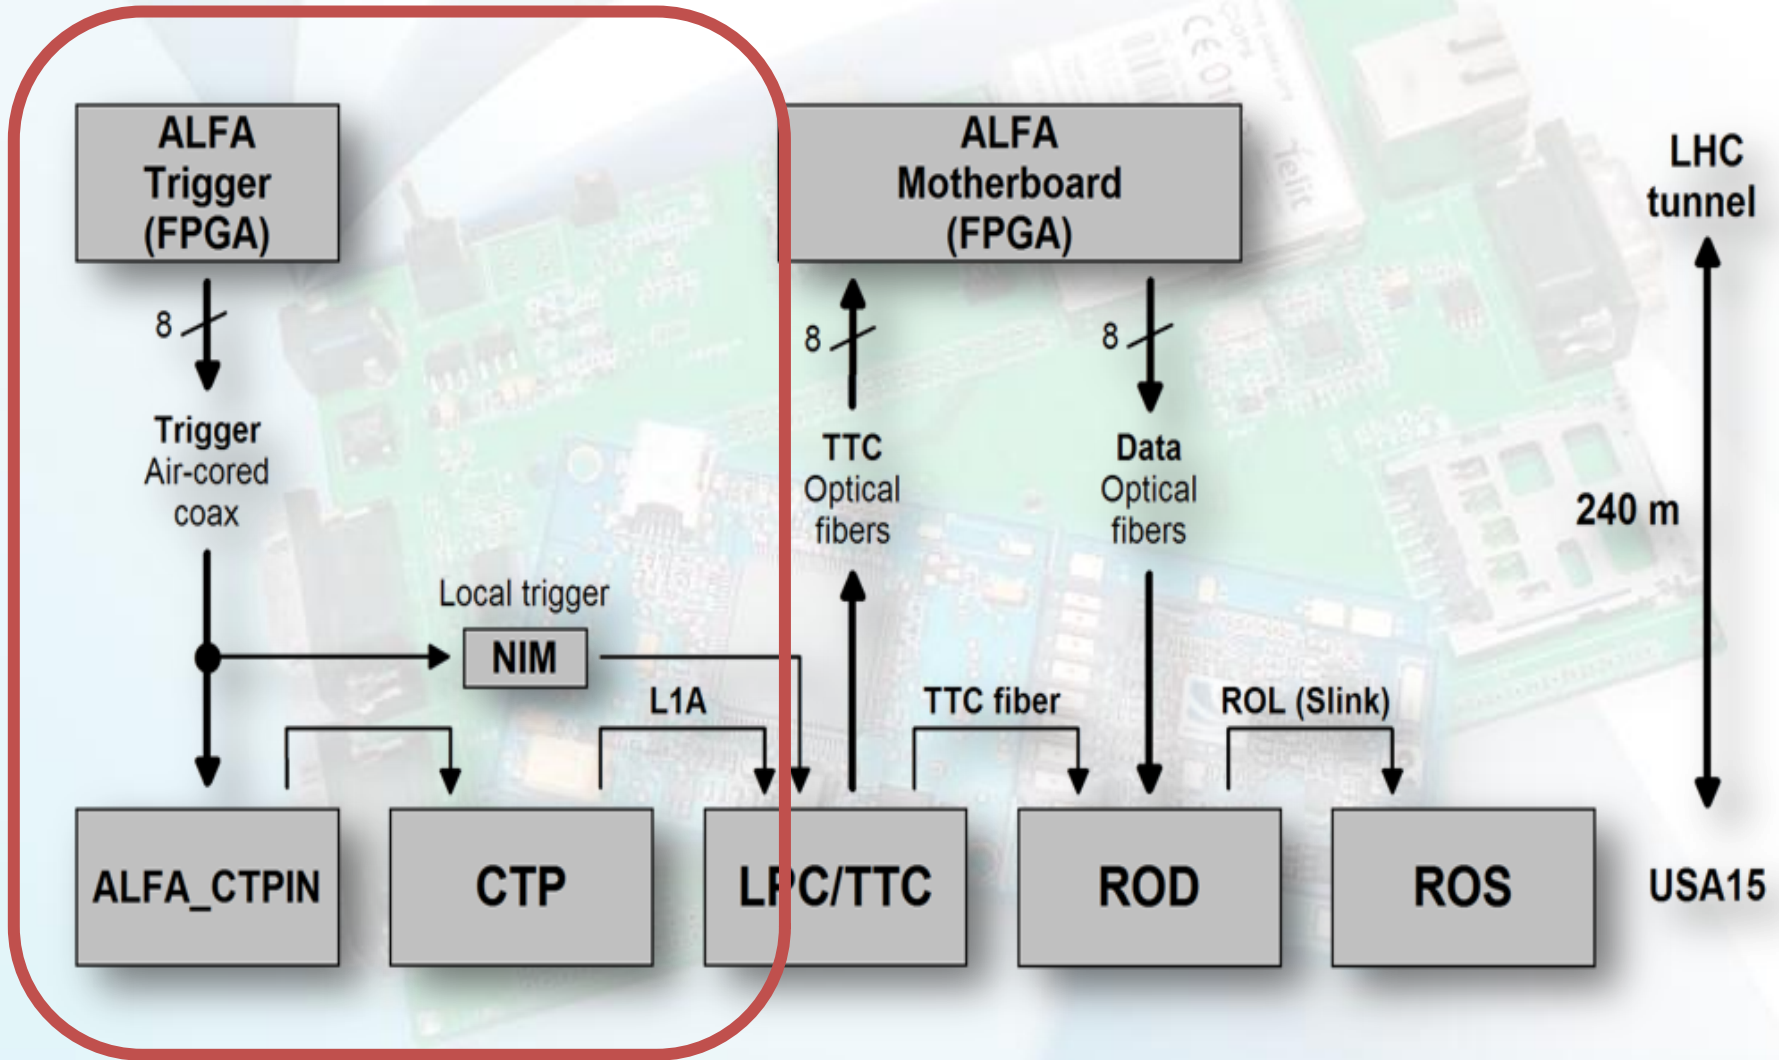 ALFA
Trigger
(FPGA)
ALFA
Motherboard
(FPGA)
LHC
tunnel
8
8
8
Trigger
Air-cored
coax
TTC
Optical
fibers
Data
Optical
fibers
240 m
Local trigger
NIM
L1A
TTC fiber
ROL (Slink)
ALFA_CTPIN
CTP
LPC/TTC
ROD
ROS
USA15
Telit